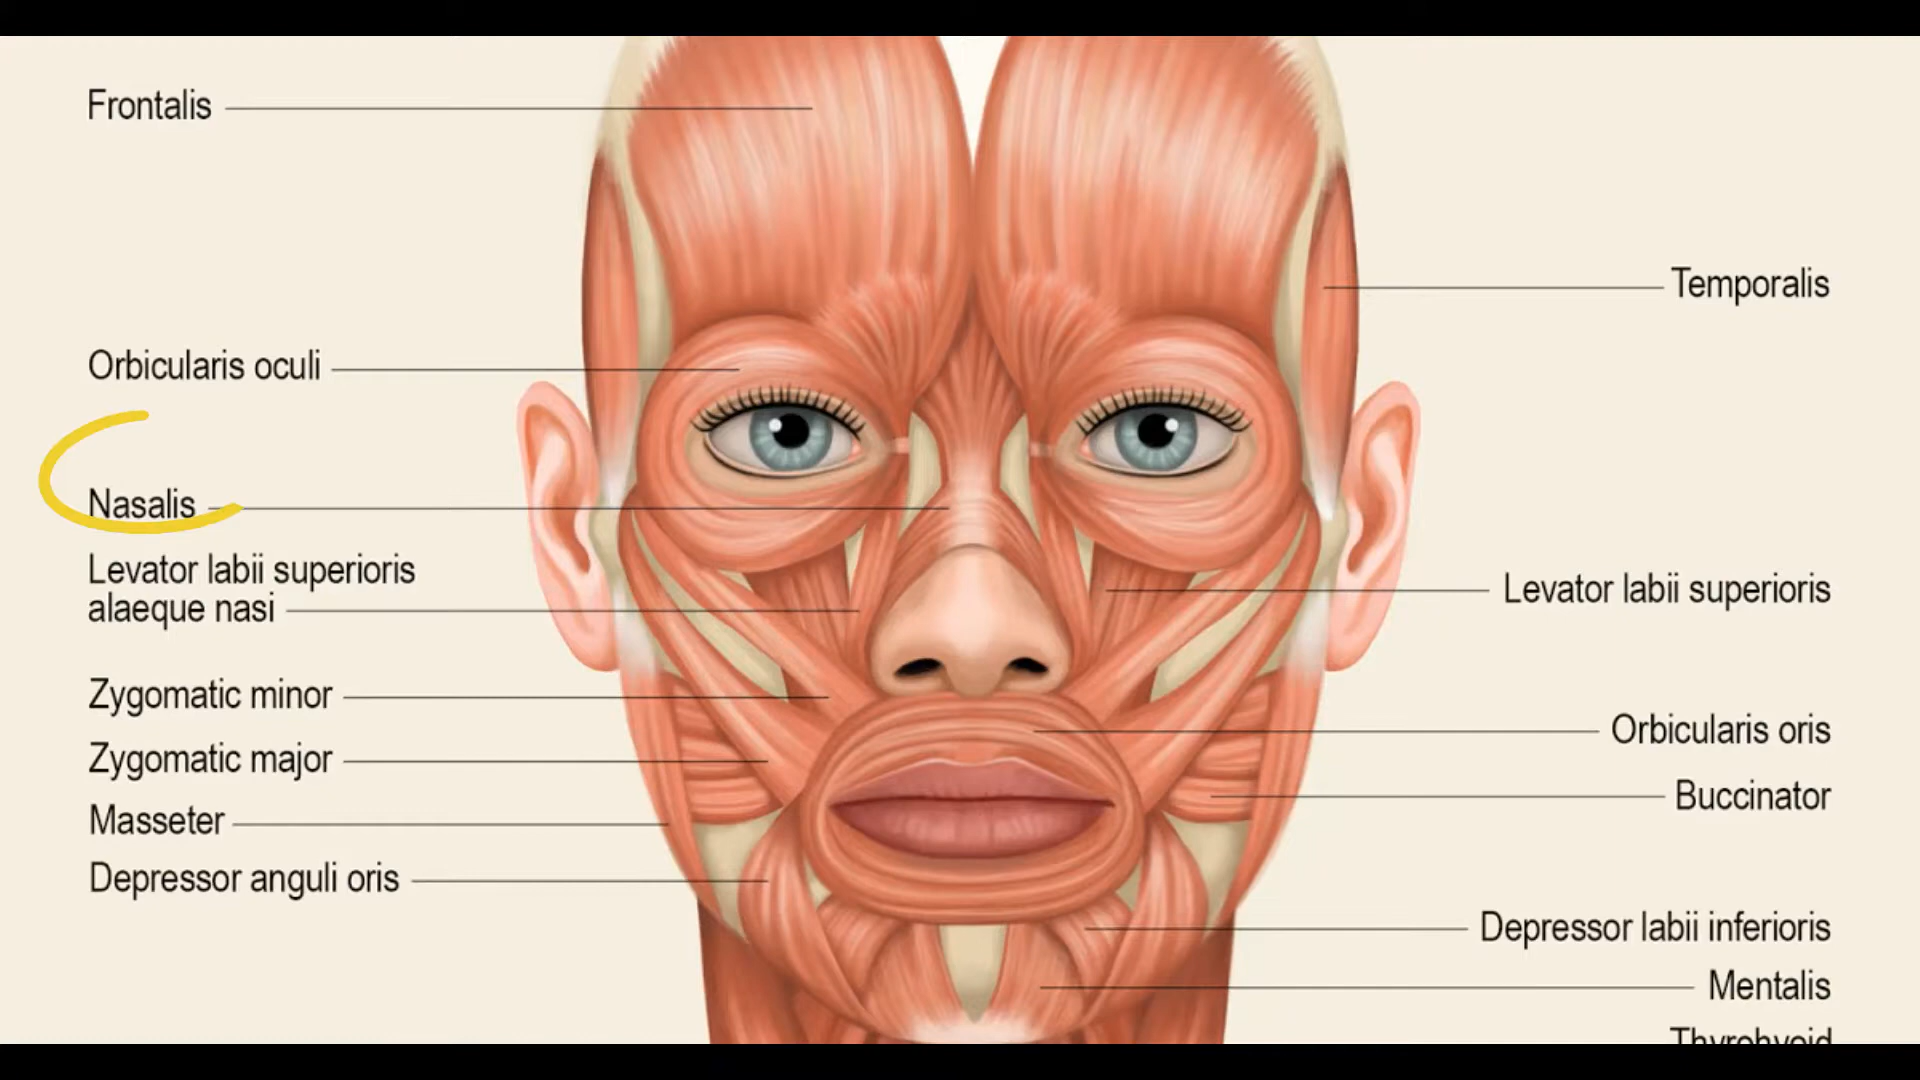 Frontalis
Temporalis
Orbicularis oculi
Nasalis
Levator labii superioris
alaeque nasi
Levator labii superioris
Zygomatic minor
Orbicularis oris
Zygomatic major
Buccinator
Masseter
Depressor anguli oris
Depressor labii inferioris
Mentalis
Thyrohyoid